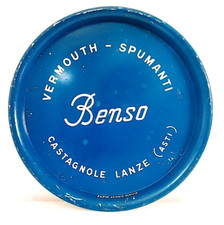 VERMOUTH - SPUMANTI
Benso
CASTAGNOLE LANZE (ASTI)